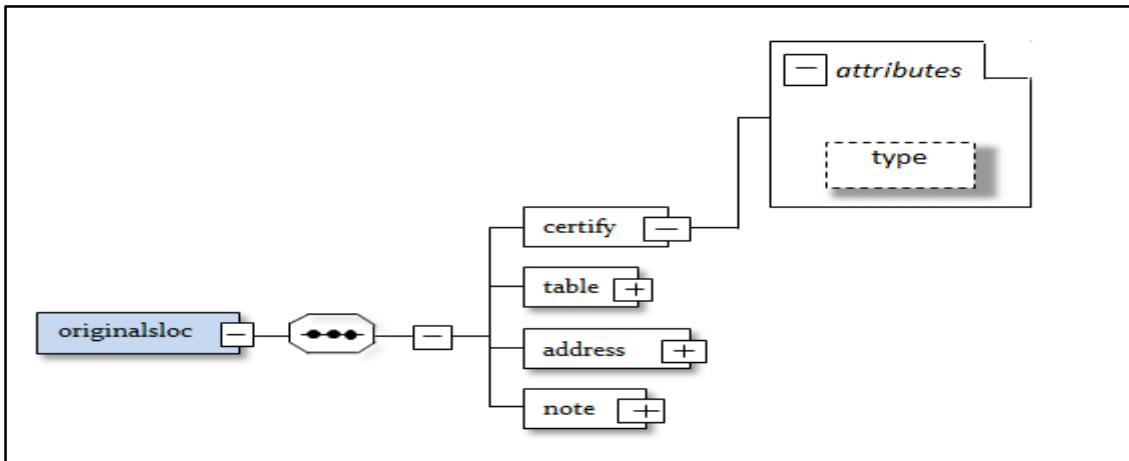 attributes
type
certify
table
originalsloc
address
note